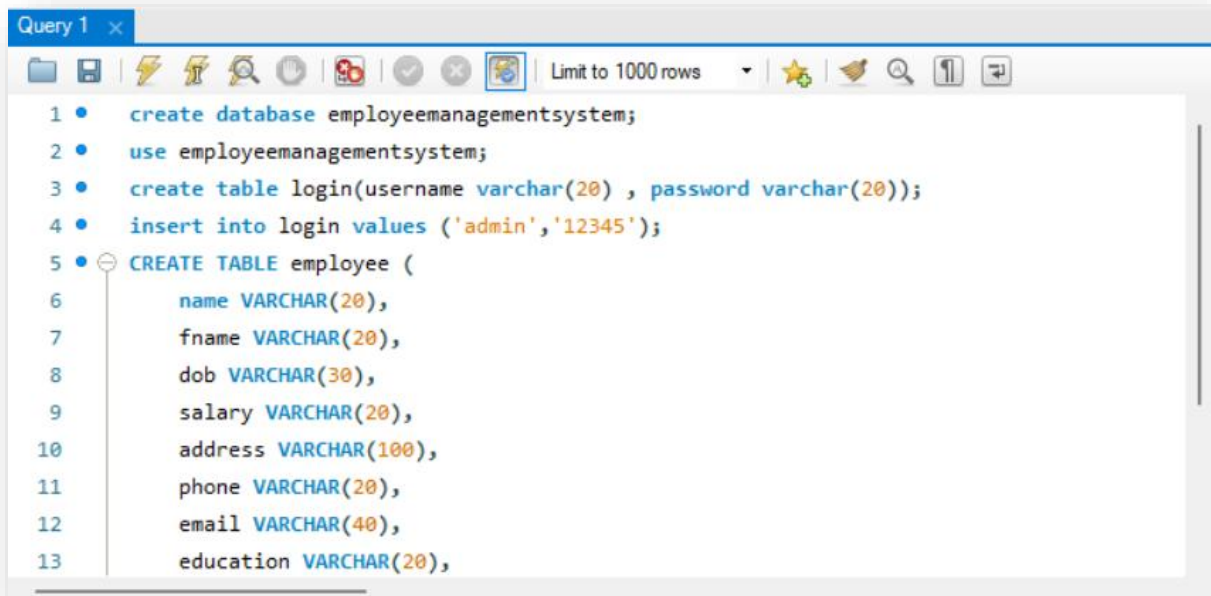 Query 1
Limit to 1000 rows
1 create database employeemanagementsystem;
2 use employeemanagementsystem;
3 create table login(username varchar(20) , password varchar(20));
4 insert into login values ('admin','12345');
5 CREATE TABLE employee (
6 name VARCHAR(20),
7 fname VARCHAR(20),
8 dob VARCHAR(30),
9 salary VARCHAR(20),
10 address VARCHAR(100),
11 phone VARCHAR(20),
12 email VARCHAR(40),
13 education VARCHAR(20),